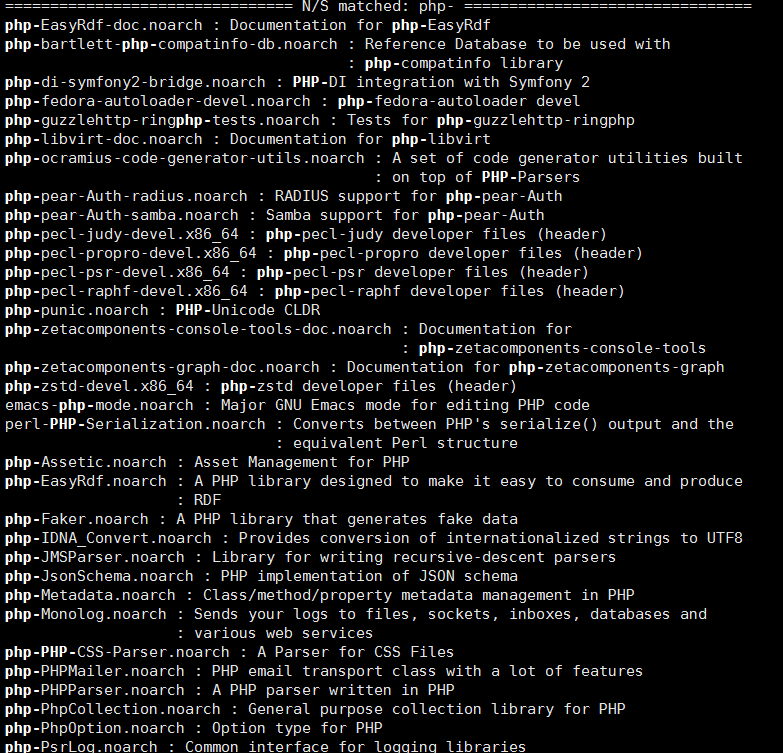 ================================ N/S matched: php- ================================
php-EasyRdf-doc.noarch : Documentation for php-EasyRdf
php-bartlett-php-compatinfo-db.noarch : Reference Database to be used with
: php-compatinfo library
php-di-symfony2-bridge.noarch : PHP-DI integration with Symfony 2
php-fedora-autoloader-devel.noarch : php-fedora-autoloader devel
php-guzzlehttp-ringphp-tests.noarch : Tests for php-guzzlehttp-ringphp
php-libvirt-doc.noarch : Documentation for php-libvirt
php-ocramius-code-generator-utils.noarch : A set of code generator utilities built
: on top of PHP-Parsers
php-pear-Auth-radius.noarch : RADIUS support for php-pear-Auth
php-pear-Auth-samba.noarch : Samba support for php-pear-Auth
php-pecl-judy-devel.x86_64 : php-pecl-judy developer files (header)
php-pecl-propro-devel.x86_64 : php-pecl-propro developer files (header)
php-pecl-psr-devel.x86_64 : php-pecl-psr developer files (header)
php-pecl-raphf-devel.x86_64 : php-pecl-raphf developer files (header)
php-punic.noarch : PHP-Unicode CLDR
php-zetacomponents-console-tools-doc.noarch : Documentation for
: php-zetacomponents-console-tools
php-zetacomponents-graph-doc.noarch : Documentation for php-zetacomponents-graph
php-zstd-devel.x86_64 : php-zstd developer files (header)
emacs-php-mode.noarch : Major GNU Emacs mode for editing PHP code
perl-PHP-Serialization.noarch : Converts between PHP's serialize() output and the
: equivalent Perl structure
php-Assetic.noarch : Asset Management for PHP
php-EasyRdf.noarch : A PHP library designed to make it easy to consume and produce
: RDF
php-Faker.noarch : A PHP library that generates fake data
php-IDNA_Convert.noarch : Provides conversion of internationalized strings to UTF8
php-JMSParser.noarch : Library for writing recursive-descent parsers
php-JsonSchema.noarch : PHP implementation of JSON schema
php-Metadata.noarch : Class/method/property metadata management in PHP
php-Monolog.noarch : Sends your logs to files, sockets, inboxes, databases and
: various web services
php-PHP-CSS-Parser.noarch : A Parser for CSS Files
php-PHPMailer.noarch : PHP email transport class with a lot of features
php-PHPParser.noarch : A PHP parser written in PHP
php-PhpCollection.noarch : General purpose collection library for PHP
php-PhpOption.noarch : Option type for PHP
php-PsrLog.noarch : Common interface for logging libraries